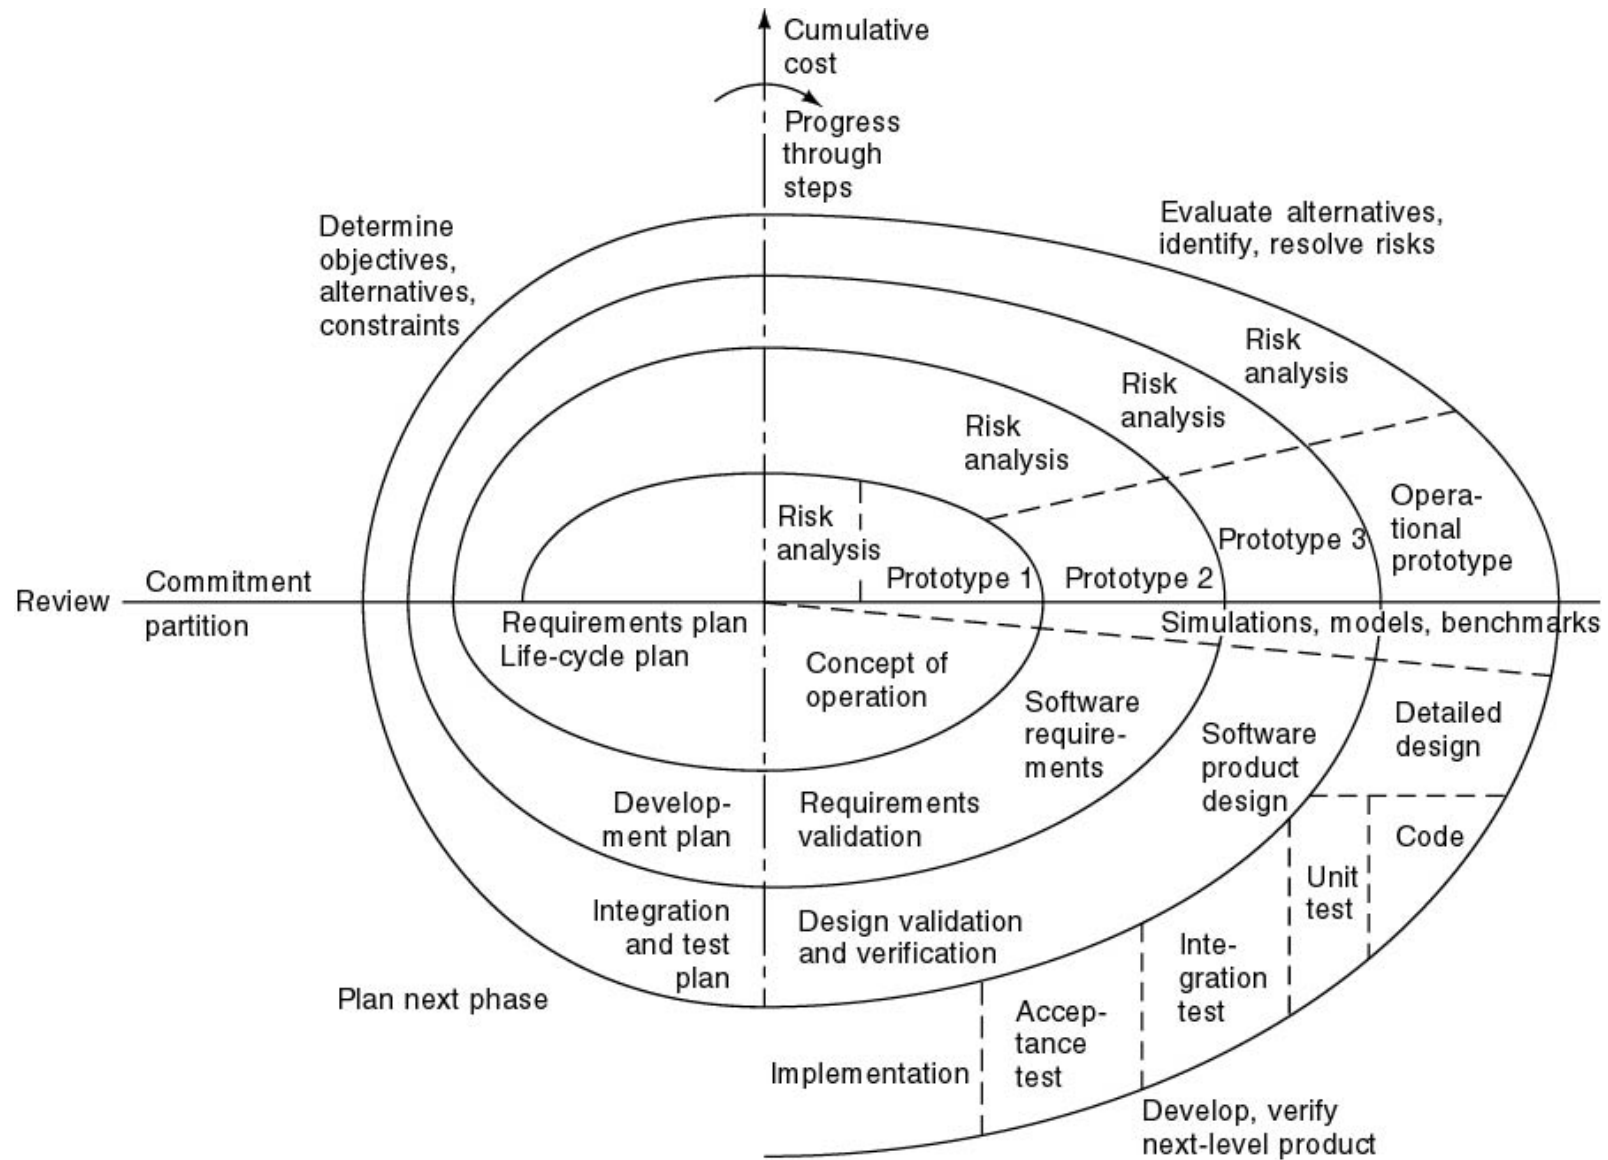 Cumulative
cost
Progress
through
steps
Determine
objectives,
alternatives,
constraints
Evaluate alternatives,
identify, resolve risks
Risk
analysis
Risk
analysis
Risk
analysis
Risk
analysis
Opera-
tional
prototype
Prototype 3
Prototype 2
Prototype 1
Review
Commitment
partition
Requirements plan
Life-cycle plan
Concept of
operation
Simulations, models, benchmarks
Software
require-
ments
Software
product
design
Detailed
design
Develop-
ment plan
Requirements
validation
Code
Unit
test
Integration
and test
plan
Design validation
and verification
Inte-
gration
test
Plan next phase
Accep-
tance
test
Implementation
Develop, verify
next-level product